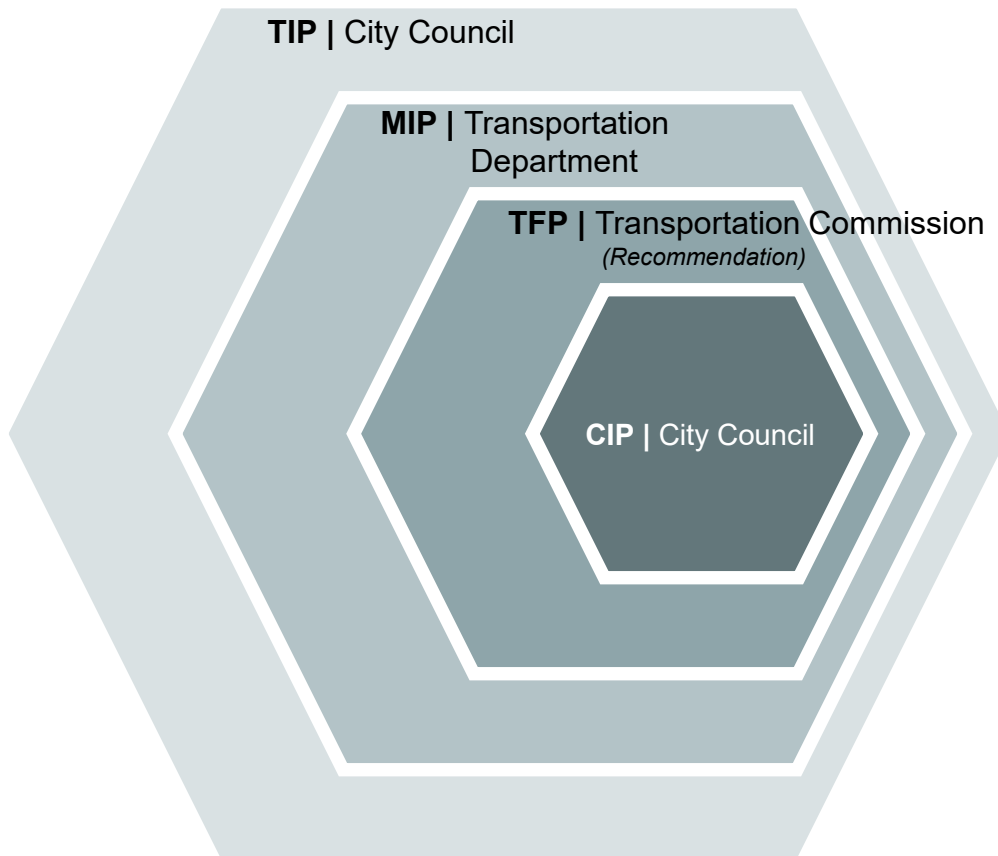 TIP | City Council
MIP | Transportation
Department
TFP | Transportation Commission
(Recommendation)
CIP | City Council